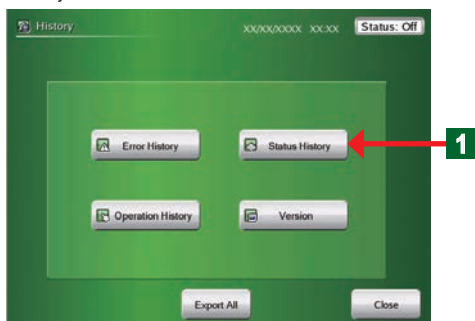 History XX/XX/XXXX XX:XX Status: Off
Error History Status History 1
Operation History Version
Export All Close